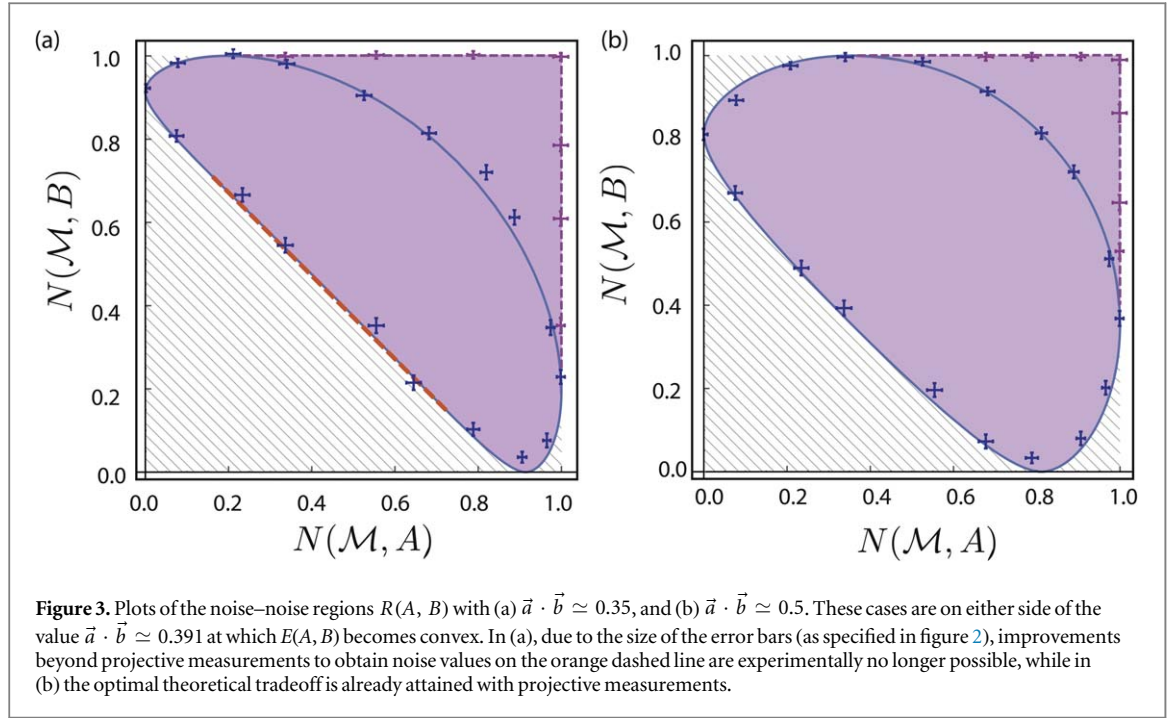 (a)
1.0
0.8
0.6
0.4
0.2
0.0
N(ℳ, B)
0.0 0.2 0.4 0.6 0.8 1.0
N(ℳ, A)
(b)
1.0
0.8
0.6
0.4
0.2
0.0
N(ℳ, B)
0.0 0.2 0.4 0.6 0.8 1.0
N(ℳ, A)
Figure 3. Plots of the noise–noise regions R(A, B) with (a) a⃗ · b⃗ ≃ 0.35, and (b) a⃗ · b⃗ ≃ 0.5. These cases are on either side of the
value a⃗ · b⃗ ≃ 0.391 at which E(A, B) becomes convex. In (a), due to the size of the error bars (as specified in figure 2), improvements
beyond projective measurements to obtain noise values on the orange dashed line are experimentally no longer possible, while in
(b) the optimal theoretical tradeoff is already attained with projective measurements.